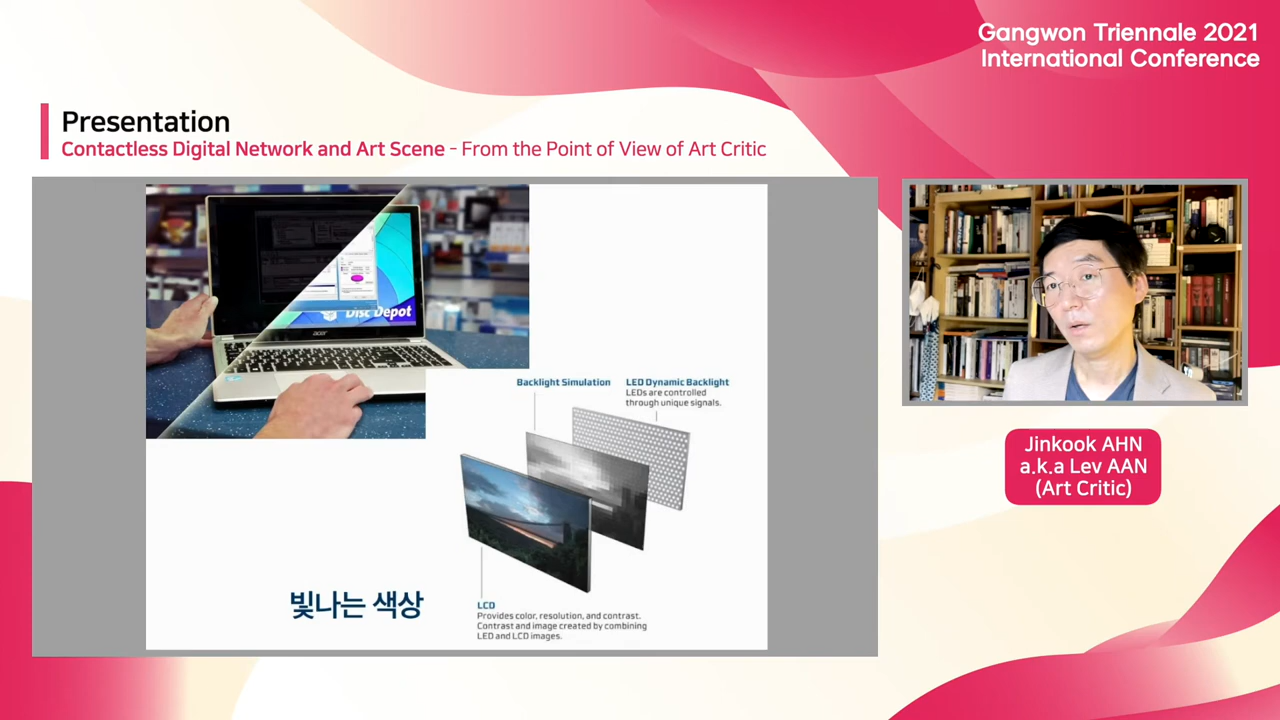 Gangwon Triennale 2021
International Conference
Presentation
Contactless Digital Network and Art Scene - From the Point of View of Art Critic
Disc Depot
acer
Backlight Simulation
LED Dynamic Backlight
LEDs are controlled
through unique signals.
LCD
Provides color, resolution, and contrast.
Contrast and image created by combining
LED and LCD images.
빛나는 색상
Jinkook AHN
a.k.a Lev AAN
(Art Critic)